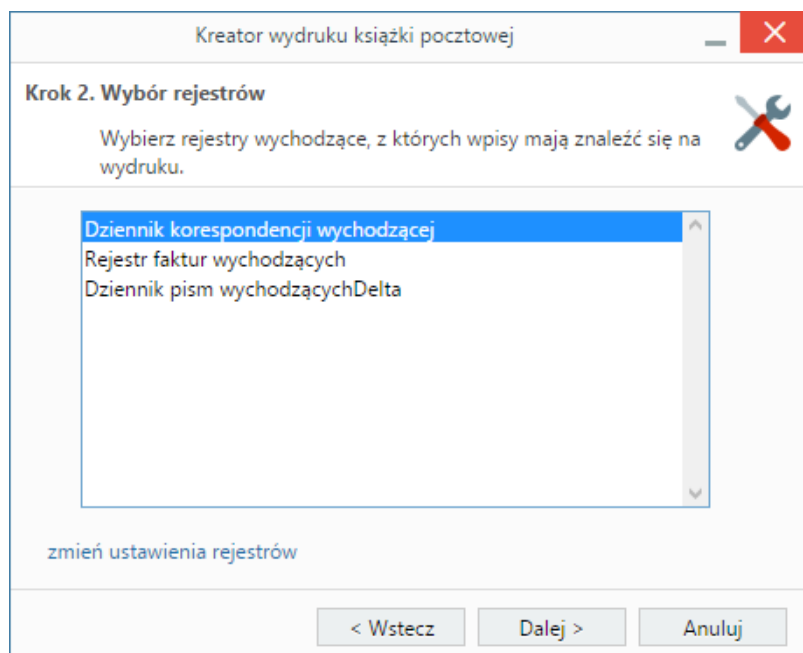 Kreator wydruku książki pocztowej
Krok 2. Wybór rejestrów
Wybierz rejestry wychodzące, z których wpisy mają znaleźć się na
wydruku.
Dziennik korespondencji wychodzącej
Rejestr faktur wychodzących
Dziennik pism wychodzącychDelta
zmień ustawienia rejestrów
< Wstecz
Dalej >
Anuluj